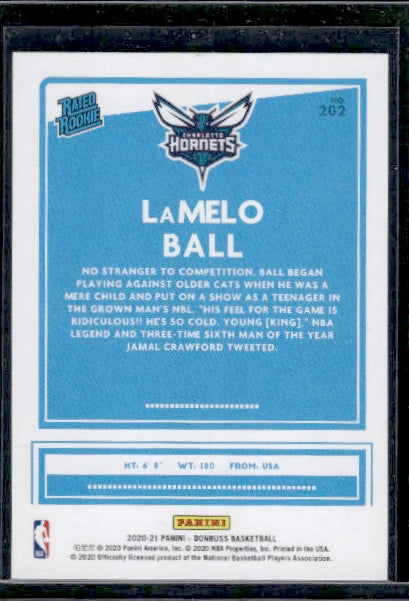 RATED
ROOKIE
CHARLOTTE
HORNETS
NO.
202
LaMELO
BALL
NO STRANGER TO COMPETITION, BALL BEGAN
PLAYING AGAINST OLDER CATS WHEN HE WAS A
MERE CHILD AND PUT ON A SHOW AS A TEENAGER IN
THE GROWN MAN'S NBL. "HIS FEEL FOR THE GAME IS
RIDICULOUS!! HE'S SO COLD. YOUNG [KING]," NBA
LEGEND AND THREE-TIME SIXTH MAN OF THE YEAR
JAMAL CRAWFORD TWEETED.
HT: 6' 8" WT: 180 FROM: USA
PANINI
2020-21 PANINI - DONRUSS BASKETBALL
© 2020 Panini America, Inc. © 2020 NBA Properties, Inc. Printed in the USA.
© 2020 Officially licensed product of the National Basketball Players Association.